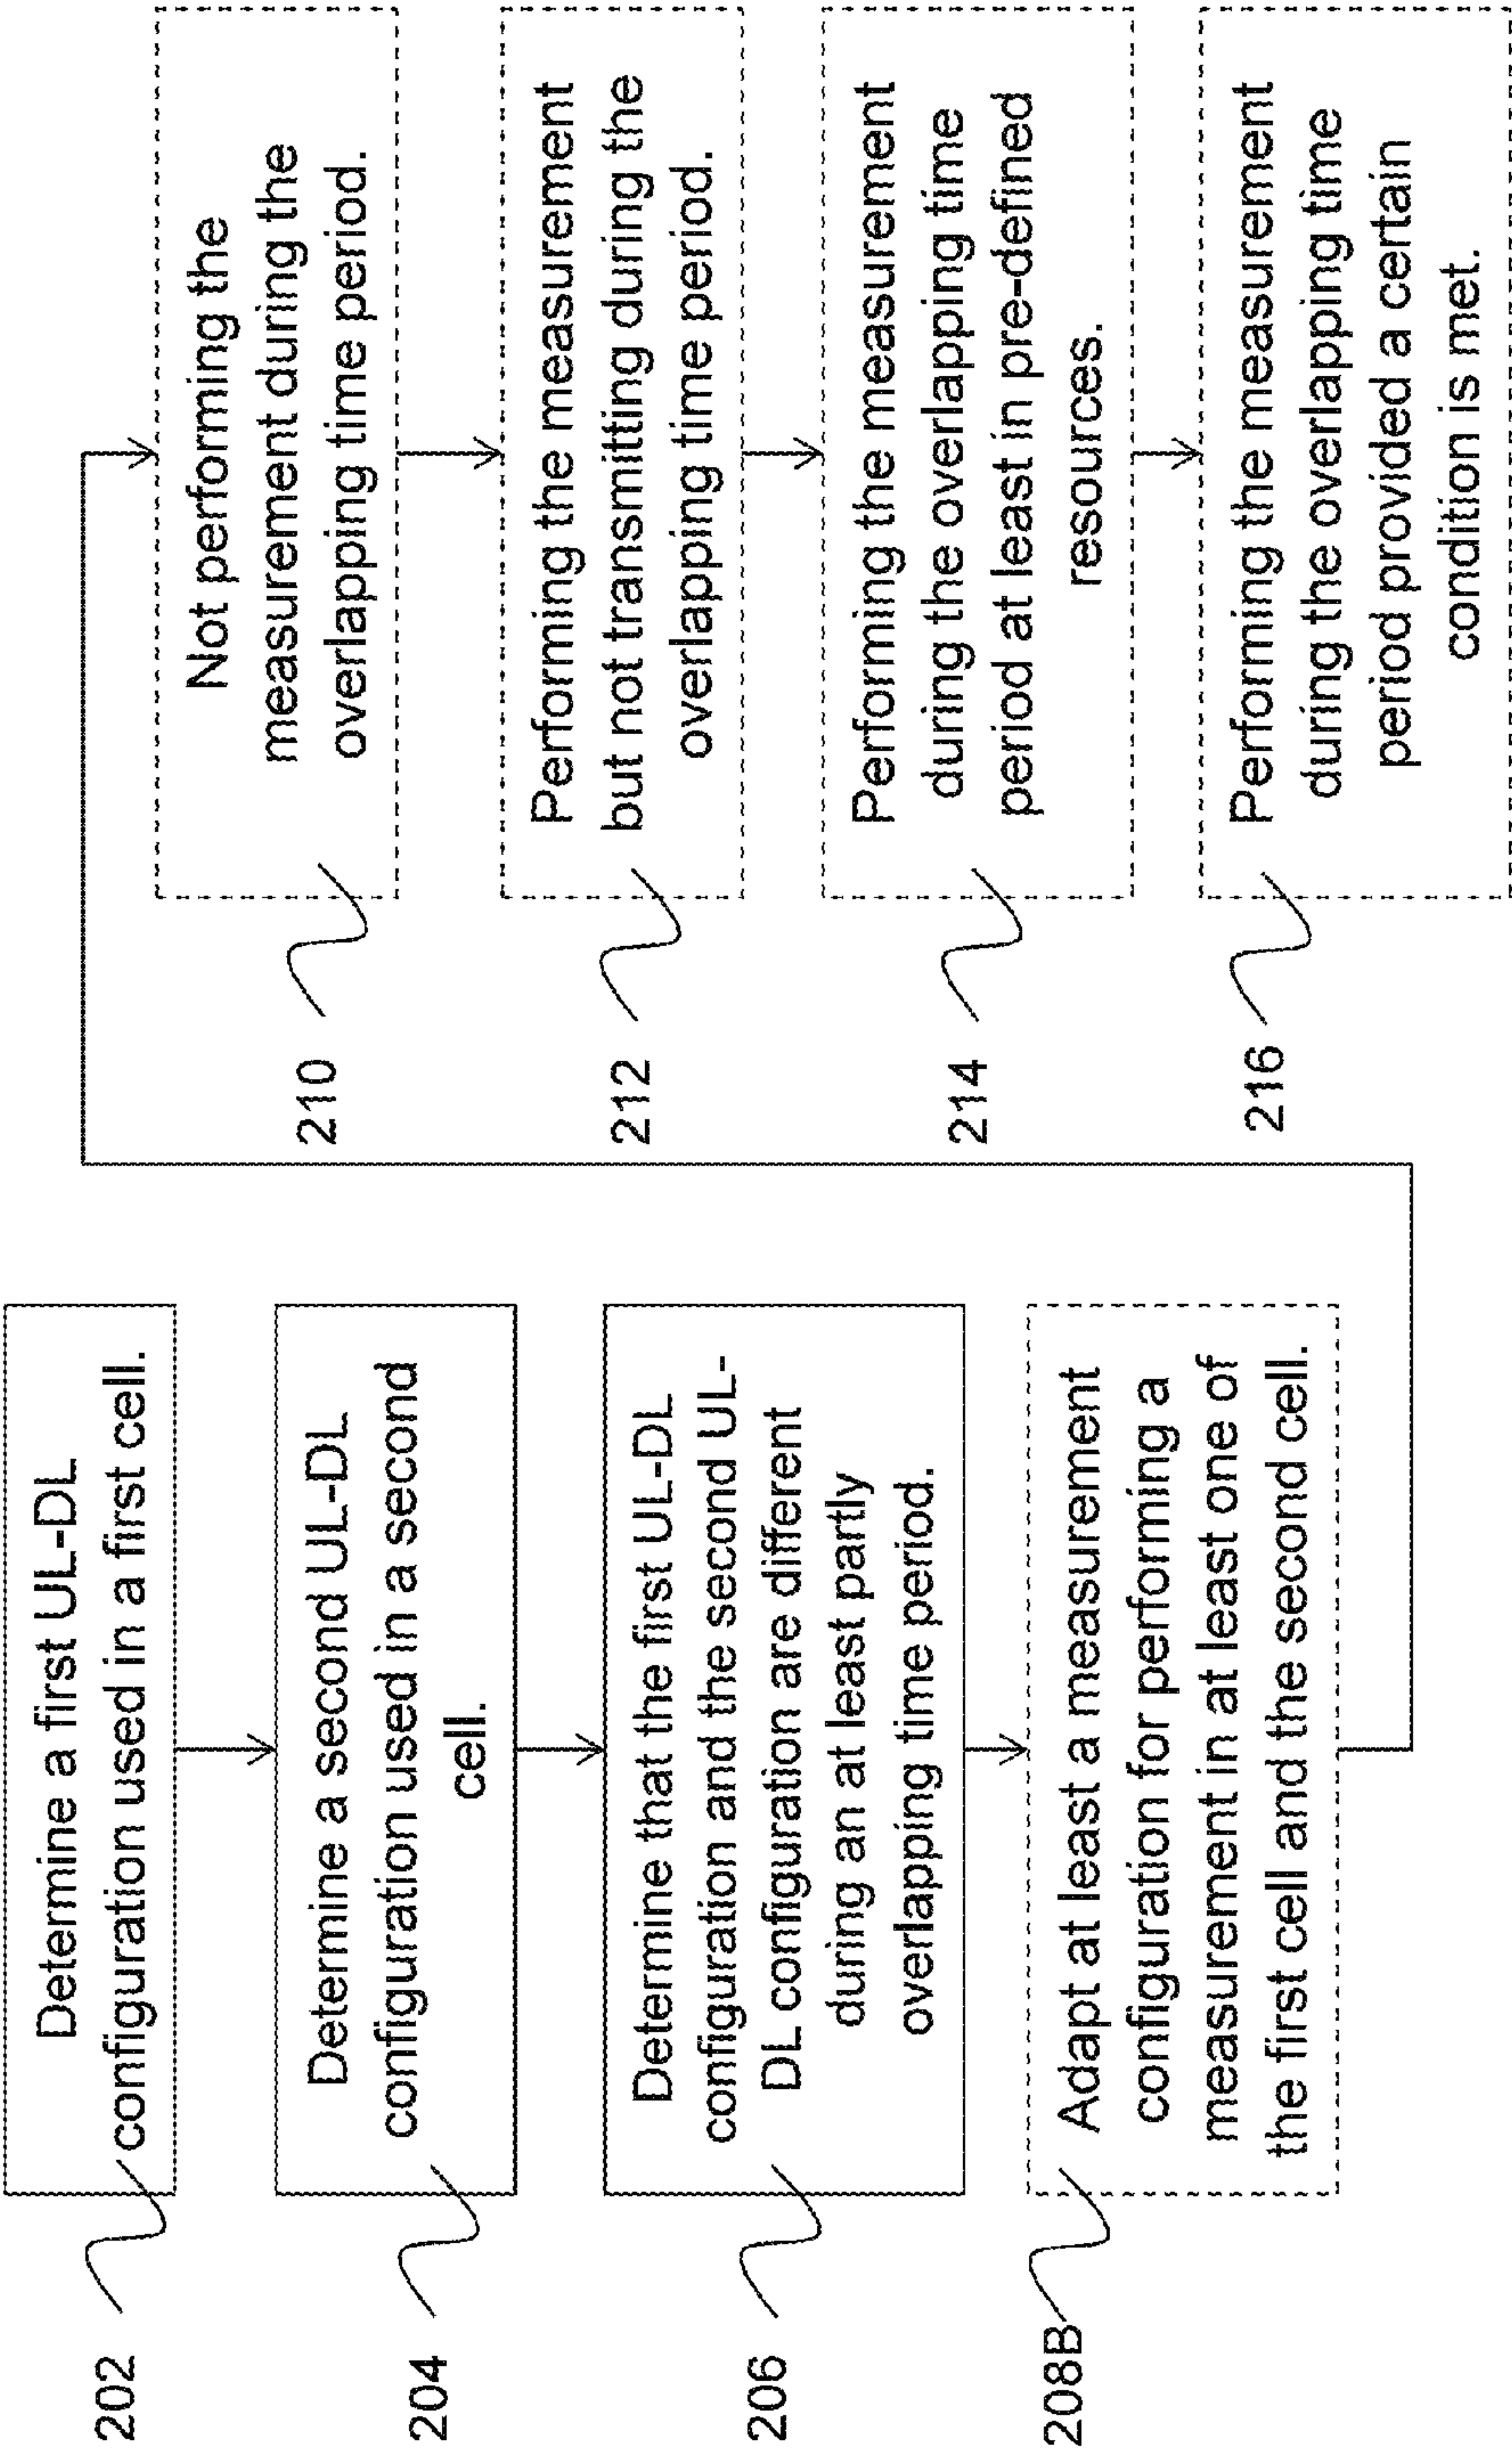 202
Determine a first UL-DL
configuration used in a first cell.
204
Determine a second UL-DL
configuration used in a second
cell.
206
Determine that the first UL-DL
configuration and the second UL-
DL configuration are different
during an at least partly
overlapping time period.
208B
Adapt at least a measurement
configuration for performing a
measurement in at least one of
the first cell and the second cell.
210
Not performing the
measurement during the
overlapping time period.
212
Performing the measurement
but not transmitting during the
overlapping time period.
214
Performing the measurement
during the overlapping time
period at least in pre-defined
resources.
216
Performing the measurement
during the overlapping time
period provided a certain
condition is met.